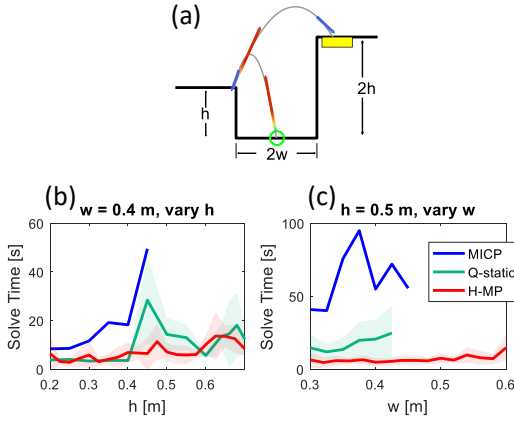 (a)
h
2h
2w
(b)
w = 0.4 m, vary h
Solve Time [s]
60
40
20
0
0.2
0.3
0.4
0.5
0.6
h [m]
(c)
h = 0.5 m, vary w
Solve Time [s]
100
50
0
0.3
0.4
0.5
0.6
w [m]
MICP
Q-static
H-MP